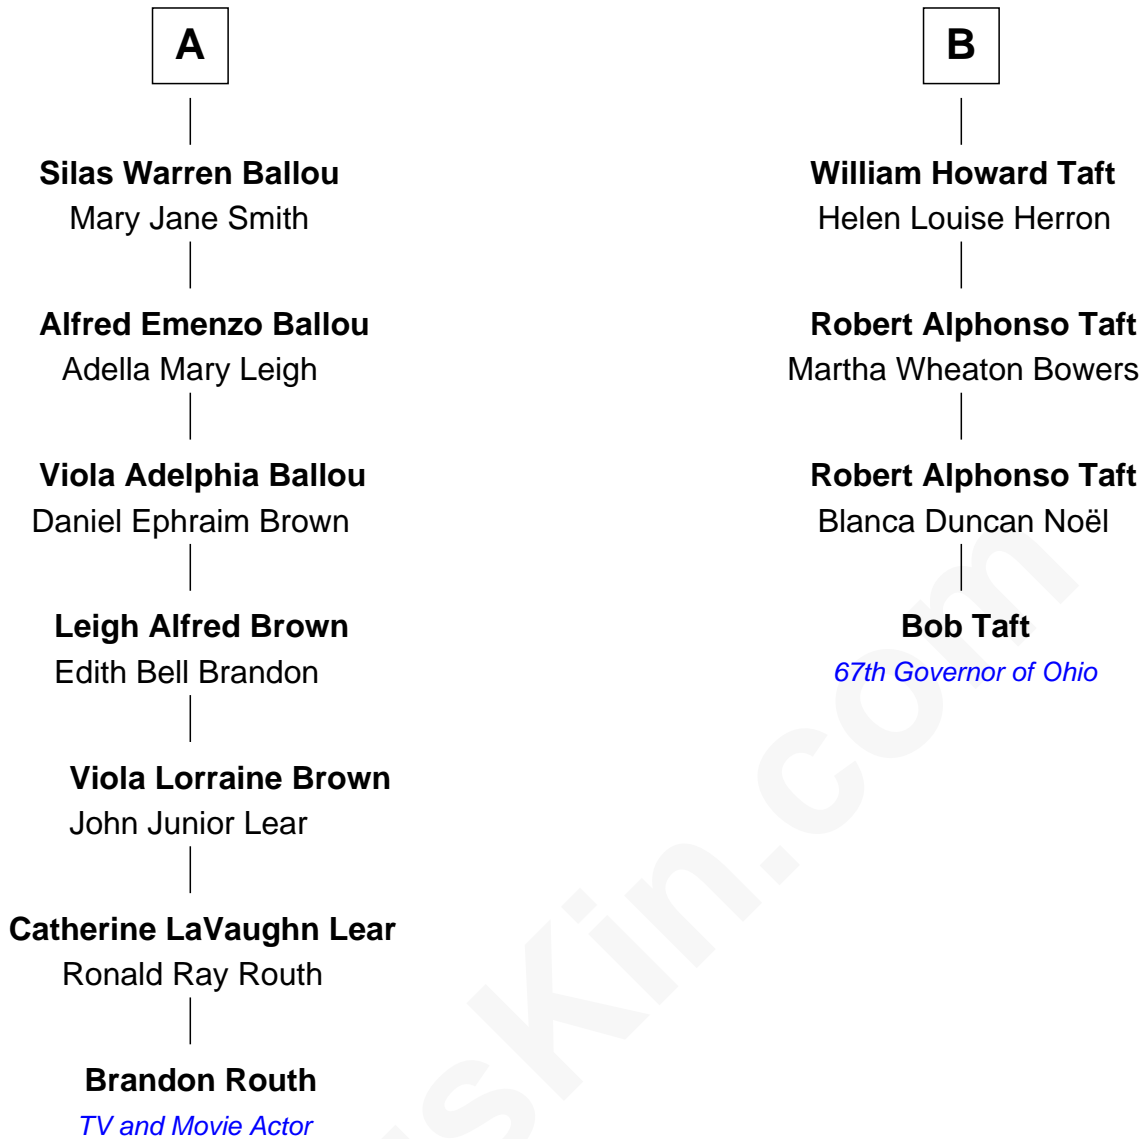 A
Silas Warren Ballou
Mary Jane Smith
Alfred Emenzo Ballou
Adella Mary Leigh
Viola Adelphia Ballou
Daniel Ephraim Brown
Leigh Alfred Brown
Edith Bell Brandon
Viola Lorraine Brown
John Junior Lear
Catherine LaVaughn Lear
Ronald Ray Routh
Brandon Routh
TV and Movie Actor
B
William Howard Taft
Helen Louise Herron
Robert Alphonso Taft
Martha Wheaton Bowers
Robert Alphonso Taft
Blanca Duncan Noël
Bob Taft
67th Governor of Ohio
sKin.com